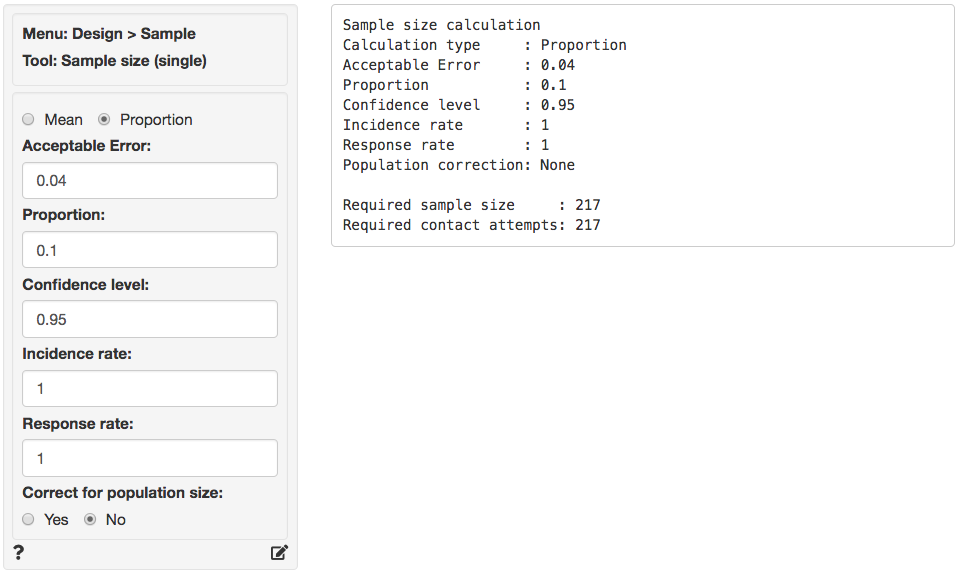 Menu: Design > Sample
Tool: Sample size (single)
Mean Proportion
Acceptable Error:
0.04
Proportion:
0.1
Confidence level:
0.95
Incidence rate:
1
Response rate:
1
Correct for population size:
Yes No
?
Sample size calculation
Calculation type     : Proportion
Acceptable Error     : 0.04
Proportion           : 0.1
Confidence level     : 0.95
Incidence rate       : 1
Response rate        : 1
Population correction: None
Required sample size     : 217
Required contact attempts: 217